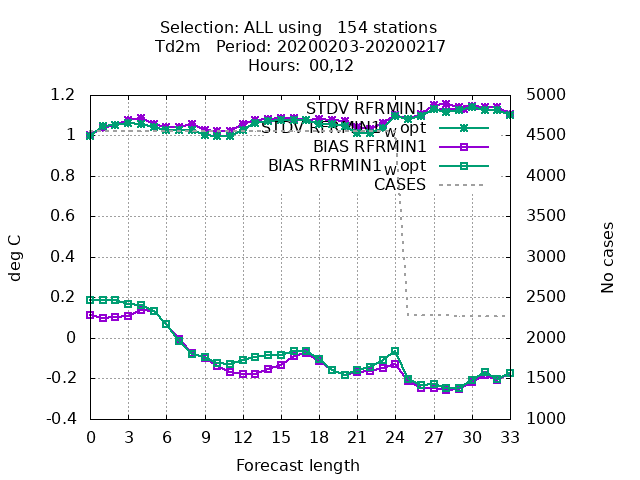 Selection: ALL using 154 stations
Td2m Period: 20200203-20200217
Hours: 00,12
1.2
1
0.8
0.6
0.4
0.2
0
-0.2
-0.4
5000
4500
4000
3500
3000
2500
2000
1500
1000
deg C
No cases
STDV RFRMIN1
STDV RFRMIN1wopt
BIAS RFRMIN1
BIAS RFRMIN1wopt
CASES
0 3 6 9 12 15 18 21 24 27 30 33
Forecast length